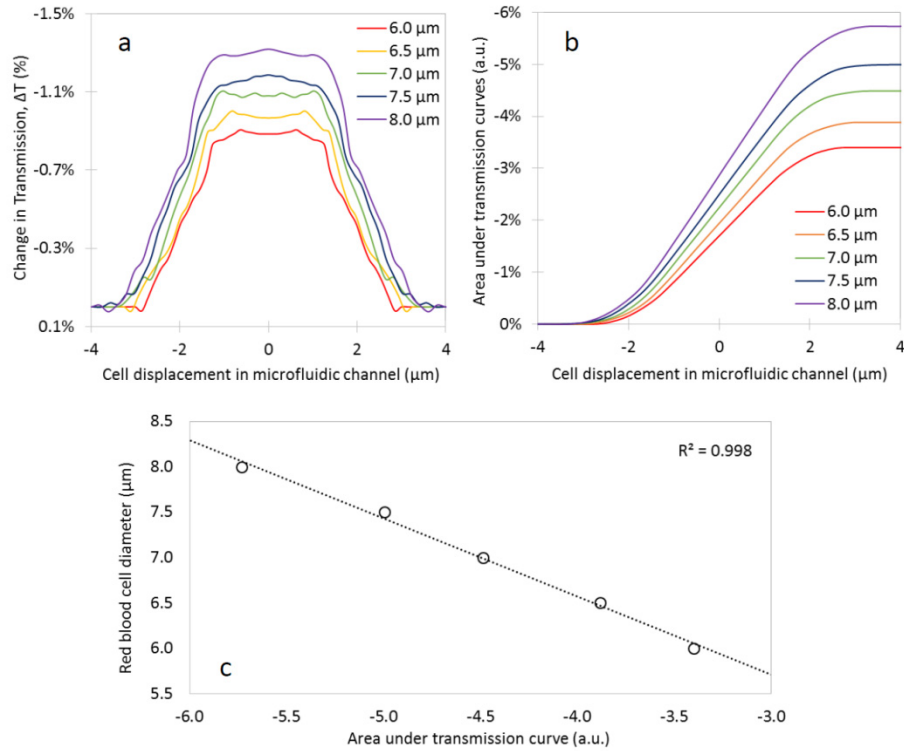 a
-1.5%
-1.1%
-0.7%
-0.3%
0.1%
Change in Transmission, ΔT (%)
6.0 µm
6.5 µm
7.0 µm
7.5 µm
8.0 µm
-4
-2
0
2
4
Cell displacement in microfluidic channel (µm)
b
-6%
-5%
-4%
-3%
-2%
-1%
0%
Area under transmission curves (a.u.)
6.0 µm
6.5 µm
7.0 µm
7.5 µm
8.0 µm
-4
-2
0
2
4
Cell displacement in microfluidic channel (µm)
8.5
8.0
7.5
7.0
6.5
6.0
5.5
Red blood cell diameter (µm)
R² = 0.998
c
-6.0
-5.5
-5.0
-4.5
-4.0
-3.5
-3.0
Area under transmission curve (a.u.)